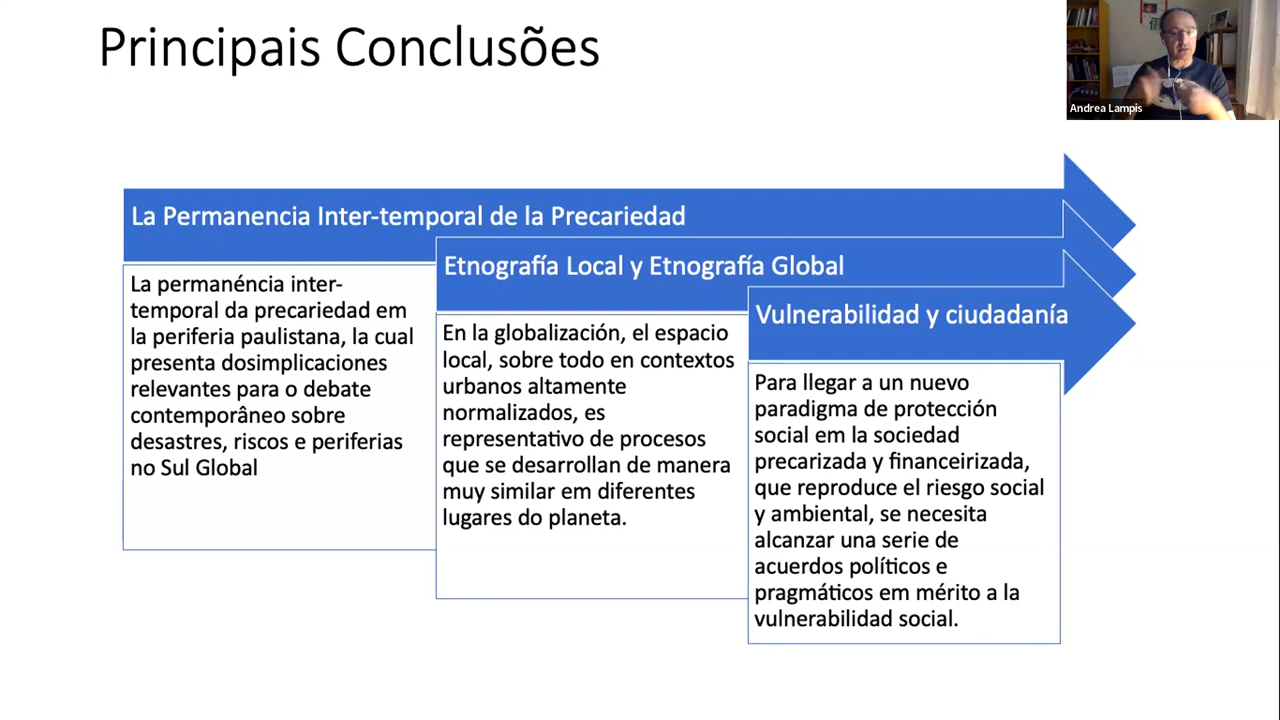 Principais Conclusões
Andrea Lampis
La Permanencia Inter-temporal de la Precariedad
La permanéncia inter-
temporal da precariedad em
la periferia paulistana, la cual
presenta dosimplicaciones
relevantes para o debate
contemporâneo sobre
desastres, riscos e periferias
no Sul Global
Etnografía Local y Etnografía Global
En la globalización, el espacio
local, sobre todo en contextos
urbanos altamente
normalizados, es
representativo de procesos
que se desarrollan de manera
muy similar em diferentes
lugares do planeta.
Vulnerabilidad y ciudadanía
Para llegar a un nuevo
paradigma de protección
social em la sociedad
precarizada y financeirizada,
que reproduce el riesgo social
y ambiental, se necesita
alcanzar una serie de
acuerdos políticos e
pragmáticos em mérito a la
vulnerabilidad social.